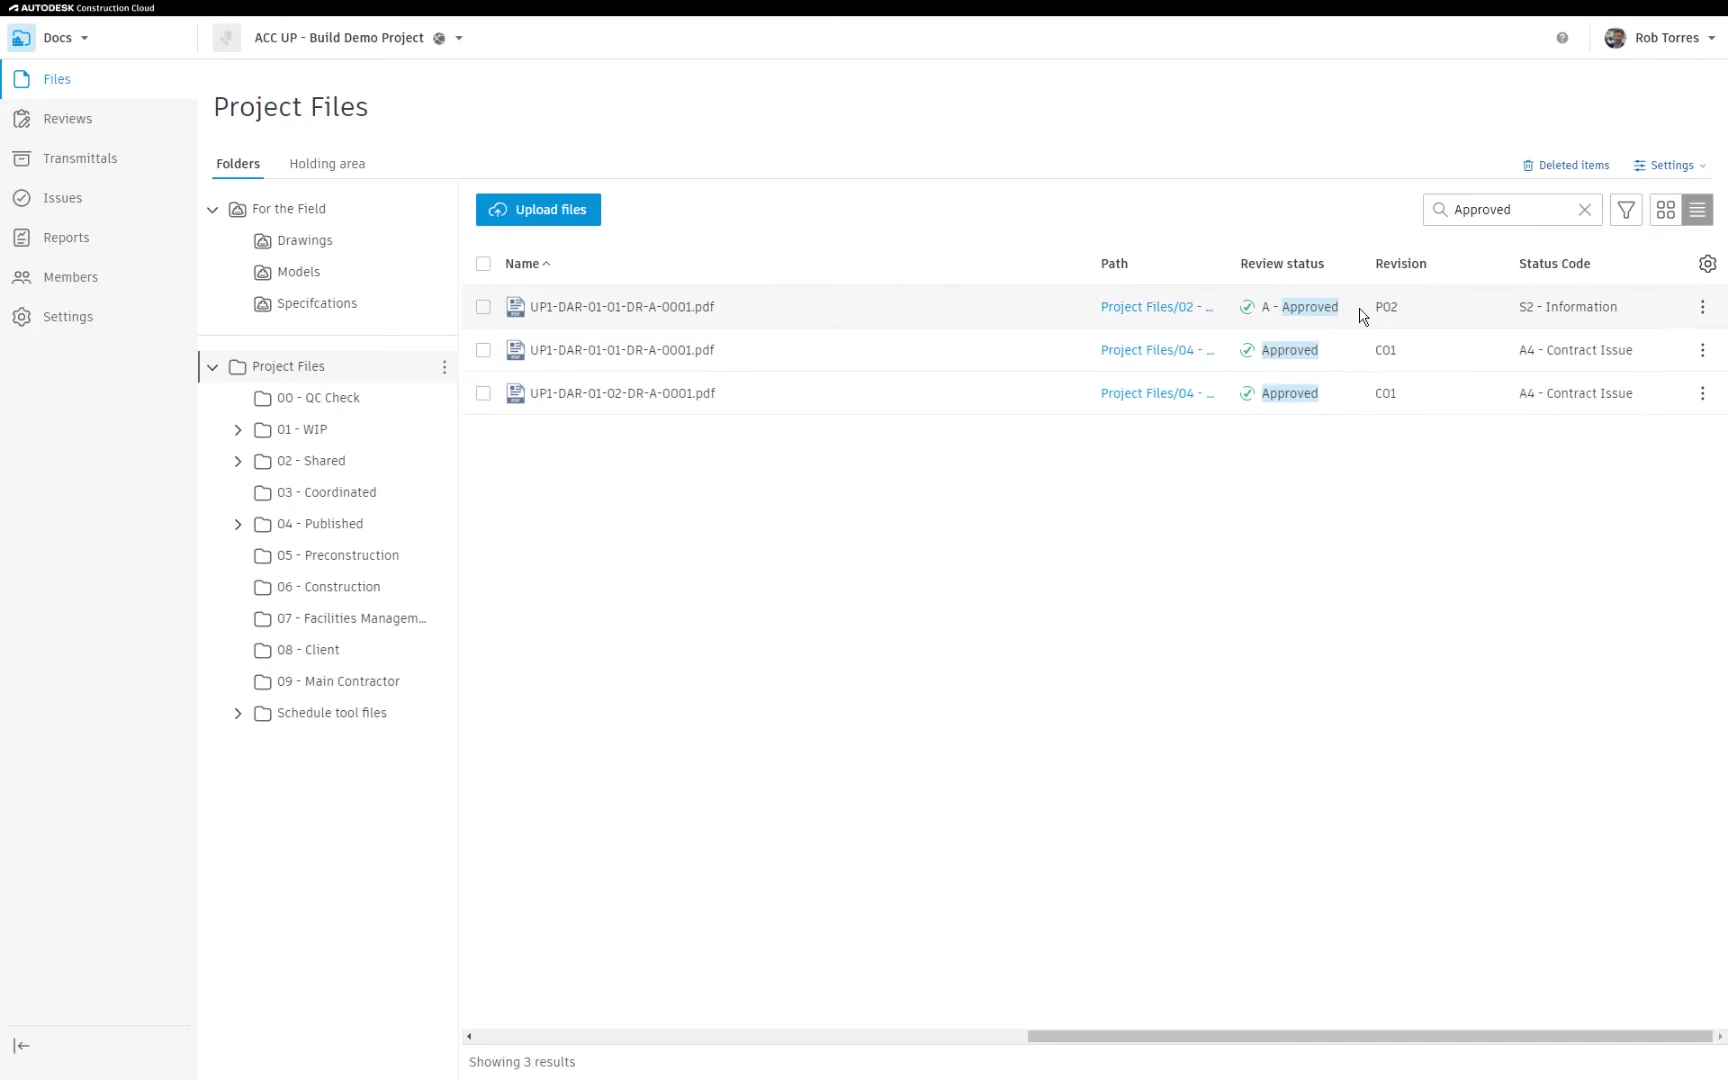 AUTODESK Construction Cloud
Docs
ACC UP - Build Demo Project
Rob Torres
Files
Reviews
Transmittals
Issues
Reports
Members
Settings
Project Files
Folders
Holding area
Deleted items
Settings
For the Field
Drawings
Models
Specifcations
Project Files
00 - QC Check
01 - WIP
02 - Shared
03 - Coordinated
04 - Published
05 - Preconstruction
06 - Construction
07 - Facilities Managem...
08 - Client
09 - Main Contractor
Schedule tool files
Upload files
Approved
Name Path Review status Revision Status Code
UP1-DAR-01-01-DR-A-0001.pdf Project Files/02 - ... A - Approved P02 S2 - Information
UP1-DAR-01-01-DR-A-0001.pdf Project Files/04 - ... Approved C01 A4 - Contract Issue
UP1-DAR-01-02-DR-A-0001.pdf Project Files/04 - ... Approved C01 A4 - Contract Issue
Showing 3 results